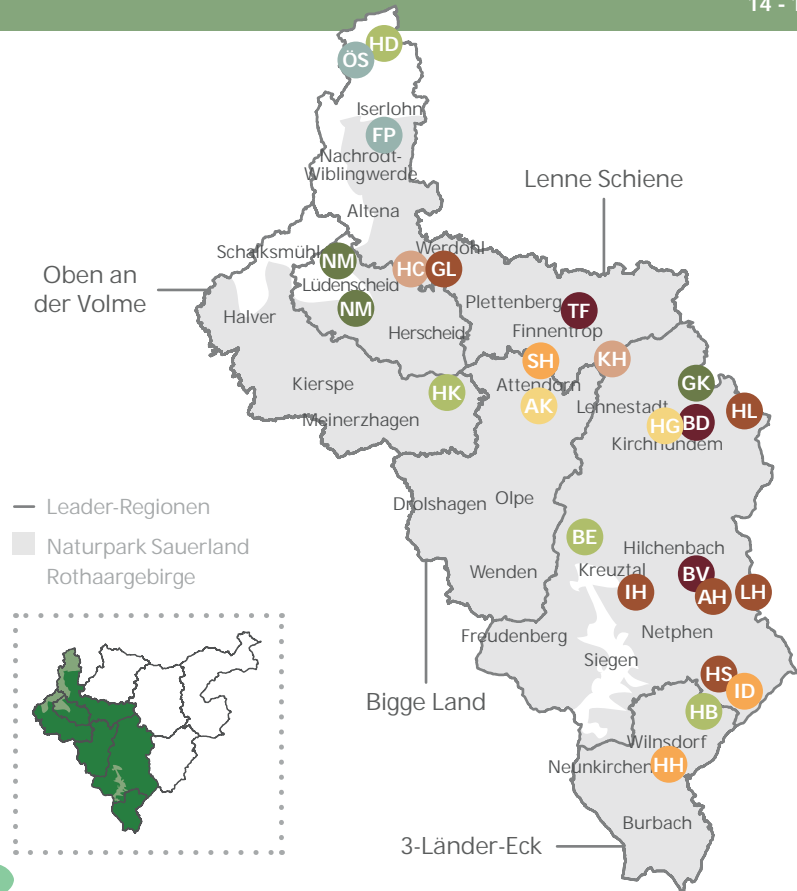 14 - 1
HD
ÖS
Iserlohn
FP
Nachrodt-
Wiblingwerde
Lenne Schiene
Altena
Schalksmühl
Werdohl
NM
HC
GL
Oben an
der Volme
Lüdenscheid
Plettenberg
TF
NM
Halver
Herscheid
Finnentrop
SH
KH
Kierspe
Attendorn
GK
HK
AK
Lennestadt
HL
Meinerzhagen
HG
BD
Kirchhundem
Drolshagen
Olpe
Leader-Regionen
Naturpark Sauerland
Rothaargebirge
BE
Hilchenbach
Wenden
Kreuztal
BV
IH
AH
LH
Freudenberg
Netphen
Siegen
HS
Bigge Land
ID
HB
Wilnsdorf
Neunkirchen
HH
Burbach
3-Länder-Eck